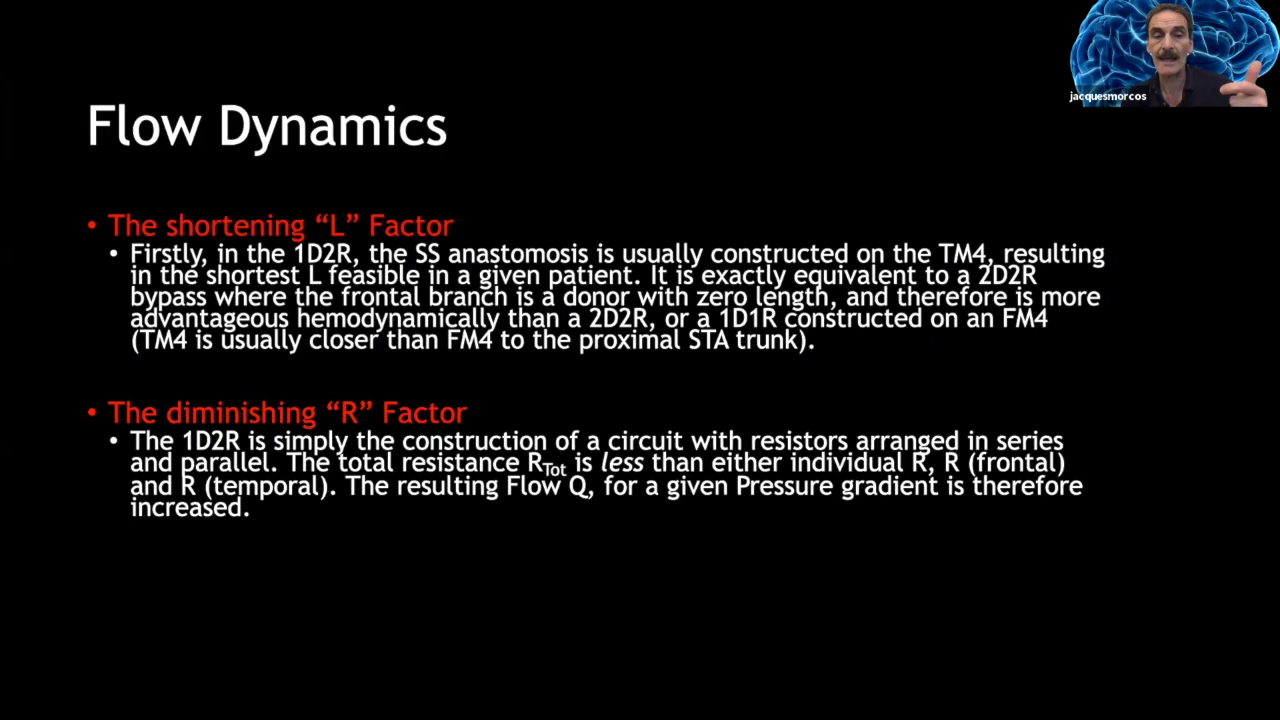 jacquesmorcos
Flow Dynamics
• The shortening “L” Factor
• Firstly, in the 1D2R, the SS anastomosis is usually constructed on the TM4, resulting
in the shortest L feasible in a given patient. It is exactly equivalent to a 2D2R
bypass where the frontal branch is a donor with zero length, and therefore is more
advantageous hemodynamically than a 2D2R, or a 1D1R constructed on an FM4
(TM4 is usually closer than FM4 to the proximal STA trunk).
• The diminishing “R” Factor
• The 1D2R is simply the construction of a circuit with resistors arranged in series
and parallel. The total resistance RTot is less than either individual R, R (frontal)
and R (temporal). The resulting Flow Q, for a given Pressure gradient is therefore
increased.